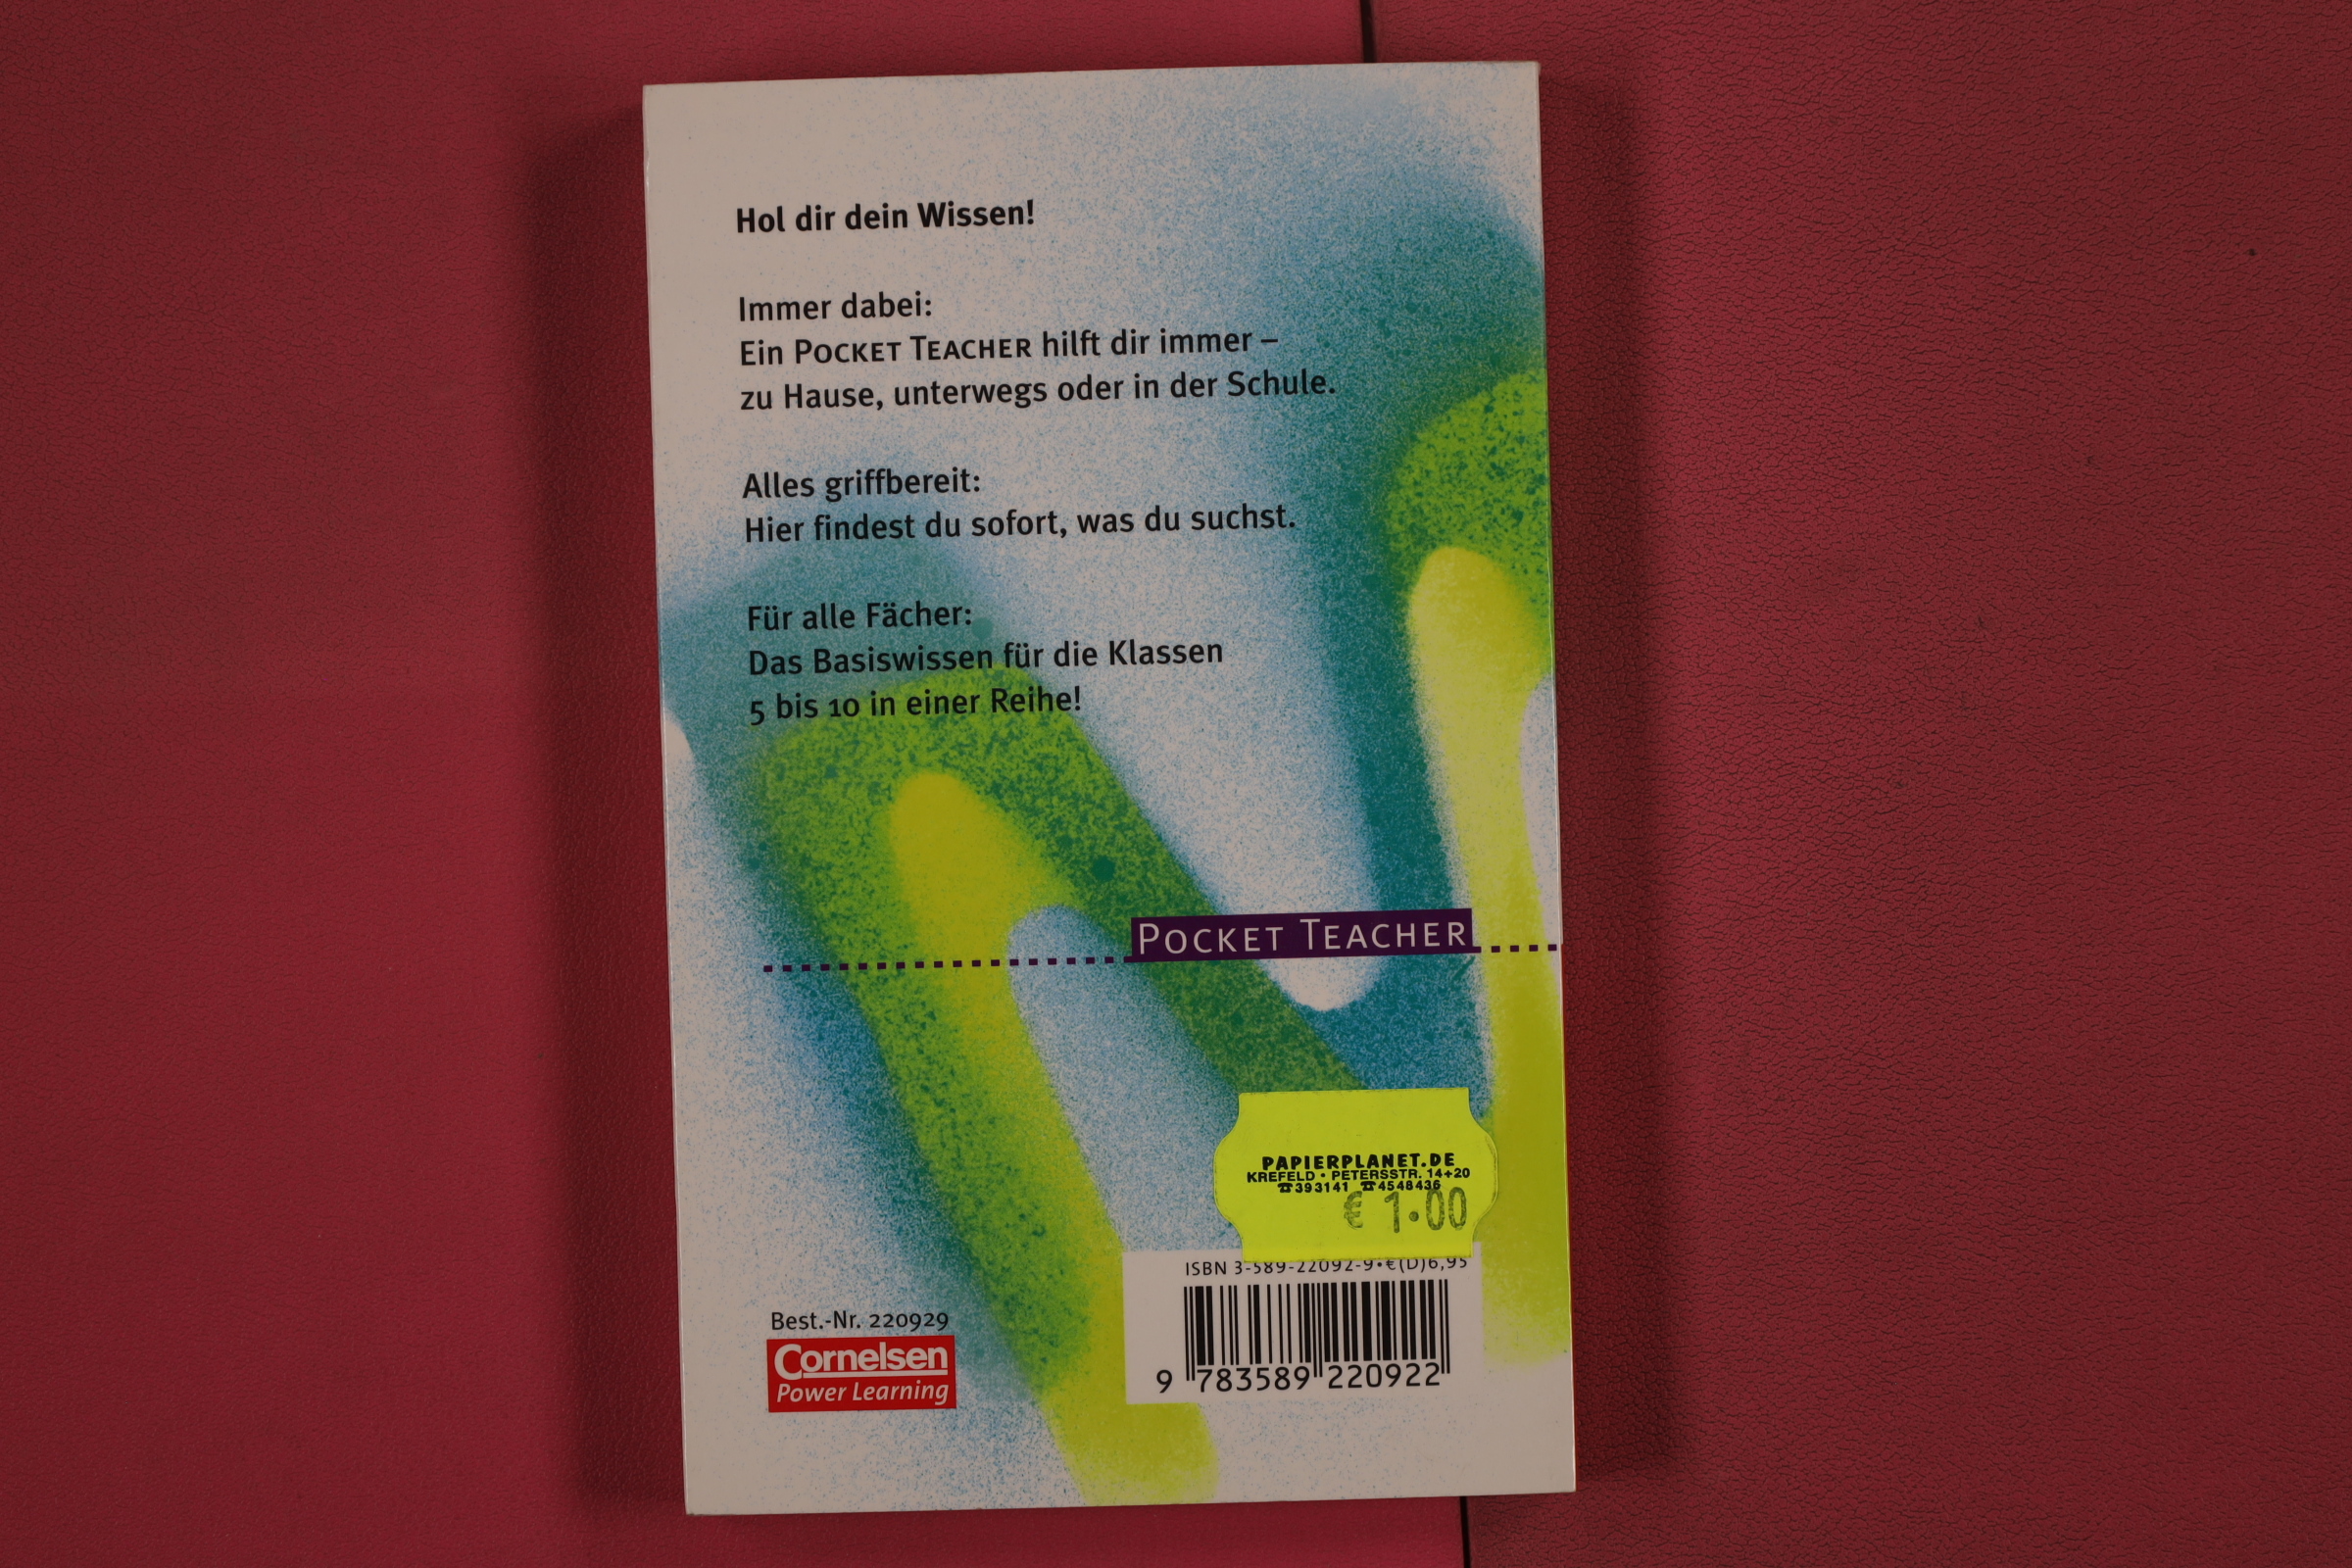 Hol dir dein Wissen!
Immer dabei:
Ein POCKET TEACHER hilft dir immer –
zu Hause, unterwegs oder in der Schule.
Alles griffbereit:
Hier findest du sofort, was du suchst.
Für alle Fächer:
Das Basiswissen für die Klassen
5 bis 10 in einer Reihe!
POCKET TEACHER
PAPIERPLANET.DE
KREFELD • PETERSSTR. 14+20
☎393141 ☎4548436
€ 1.00
ISBN 3-589-22092-9•€(D)6,95
9 783589 220922
Best.-Nr. 220929
Cornelsen
Power Learning